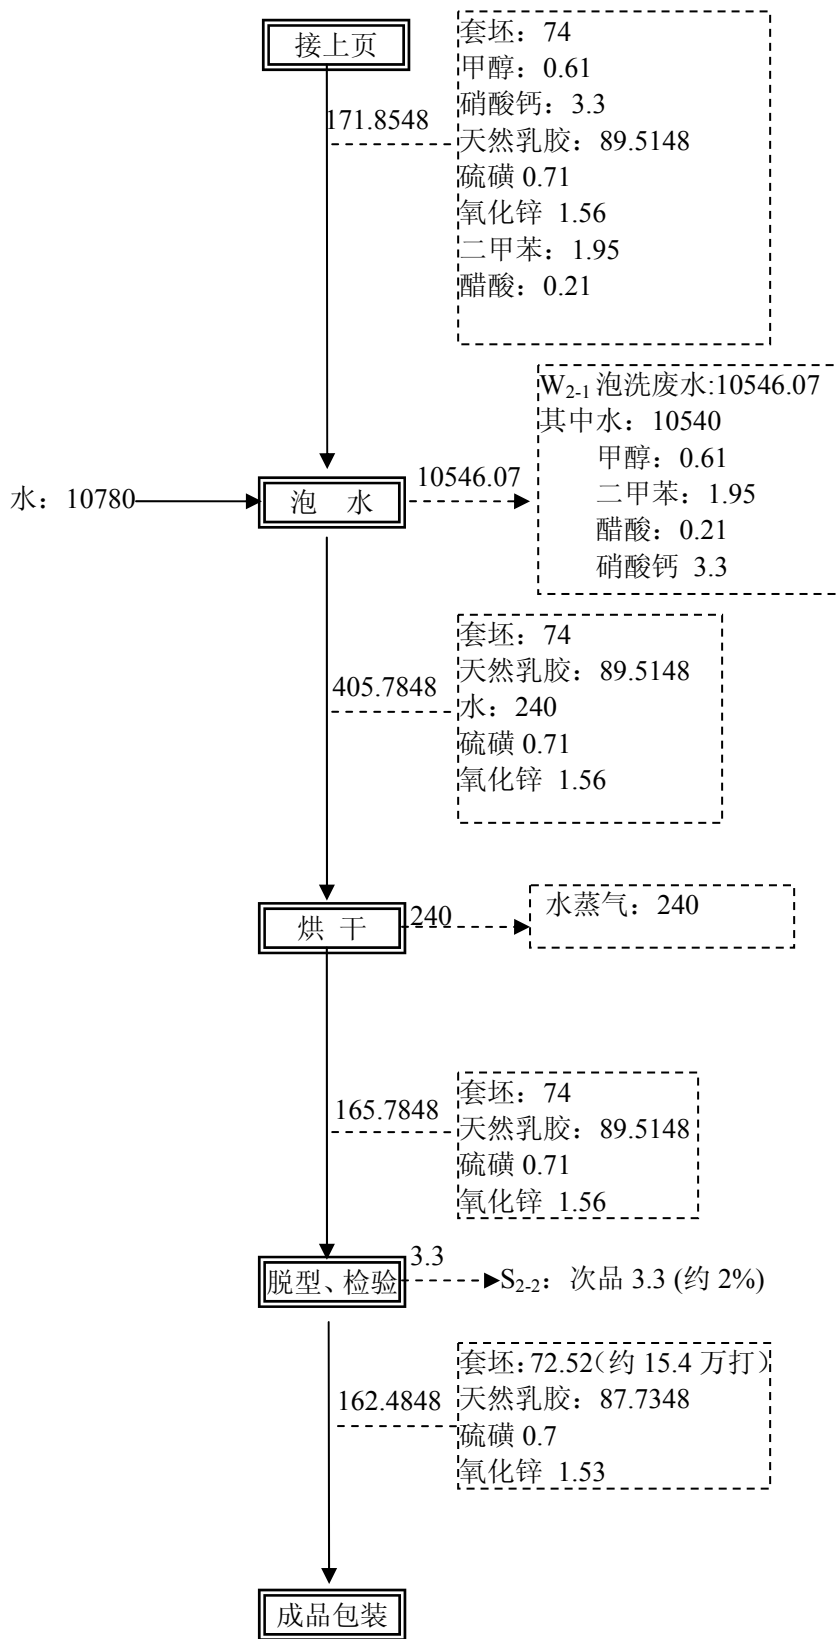 接上页
171.8548
套坯：74
甲醇：0.61
硝酸钙：3.3
天然乳胶：89.5148
硫磺 0.71
氧化锌 1.56
二甲苯：1.95
醋酸：0.21
水：10780
泡 水
10546.07
W₂₋₁ 泡洗废水:10546.07
其中水：10540
甲醇：0.61
二甲苯：1.95
醋酸：0.21
硝酸钙 3.3
405.7848
套坯：74
天然乳胶：89.5148
水：240
硫磺 0.71
氧化锌 1.56
烘 干
240
水蒸气：240
165.7848
套坯：74
天然乳胶：89.5148
硫磺 0.71
氧化锌 1.56
脱型、检验
3.3
S₂₋₂：次品 3.3 (约 2%)
162.4848
套坯:72.52（约 15.4 万打）
天然乳胶：87.7348
硫磺 0.7
氧化锌 1.53
成品包装